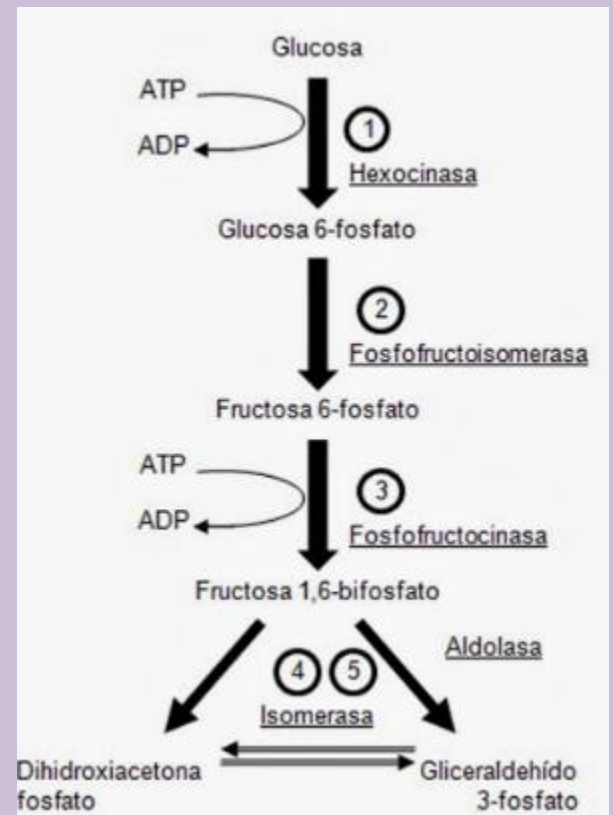 Glucosa
ATP
ADP
1
Hexocinasa
Glucosa 6-fosfato
2
Fosfofructoisomerasa
Fructosa 6-fosfato
ATP
ADP
3
Fosfofructocinasa
Fructosa 1,6-bifosfato
Aldolasa
4 5
Isomerasa
Dihidroxiacetona
fosfato
Gliceraldehído
3-fosfato